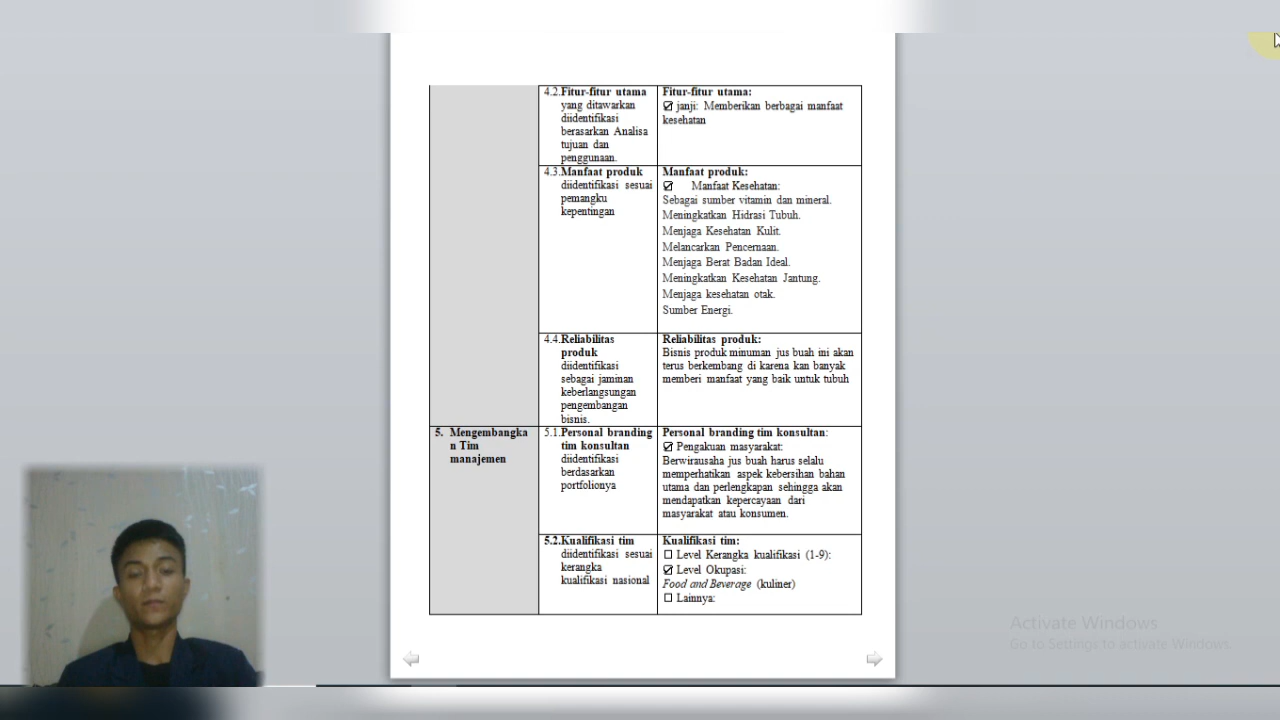 4.2.Fitur-fitur utama
yang ditawarkan
diidentifikasi
berasarkan Analisa
tujuan dan
penggunaan.
Fitur-fitur utama:
☑ janji: Memberikan berbagai manfaat
kesehatan
4.3.Manfaat produk
diidentifikasi sesuai
pemangku
kepentingan
Manfaat produk:
☑ Manfaat Kesehatan:
Sebagai sumber vitamin dan mineral.
Meningkatkan Hidrasi Tubuh.
Menjaga Kesehatan Kulit.
Melancarkan Pencernaan.
Menjaga Berat Badan Ideal.
Meningkatkan Kesehatan Jantung.
Menjaga kesehatan otak.
Sumber Energi.
4.4.Reliabilitas
produk
diidentifikasi
sebagai jaminan
keberlangsungan
pengembangan
bisnis.
Reliabilitas produk:
Bisnis produk minuman jus buah ini akan
terus berkembang di karena kan banyak
memberi manfaat yang baik untuk tubuh
5. Mengembangka
n Tim
manajemen
5.1.Personal branding
tim konsultan
diidentifikasi
berdasarkan
portfolionya
Personal branding tim konsultan:
☑ Pengakuan masyarakat:
Berwirausaha jus buah harus selalu
memperhatikan aspek kebersihan bahan
utama dan perlengkapan sehingga akan
mendapatkan kepercayaan dari
masyarakat atau konsumen.
5.2.Kualifikasi tim
diidentifikasi sesuai
kerangka
kualifikasi nasional
Kualifikasi tim:
☐ Level Kerangka kualifikasi (1-9):
☑ Level Okupasi:
Food and Beverage (kuliner)
☐ Lainnya:
Activate Windows
Go to Settings to activate Windows.